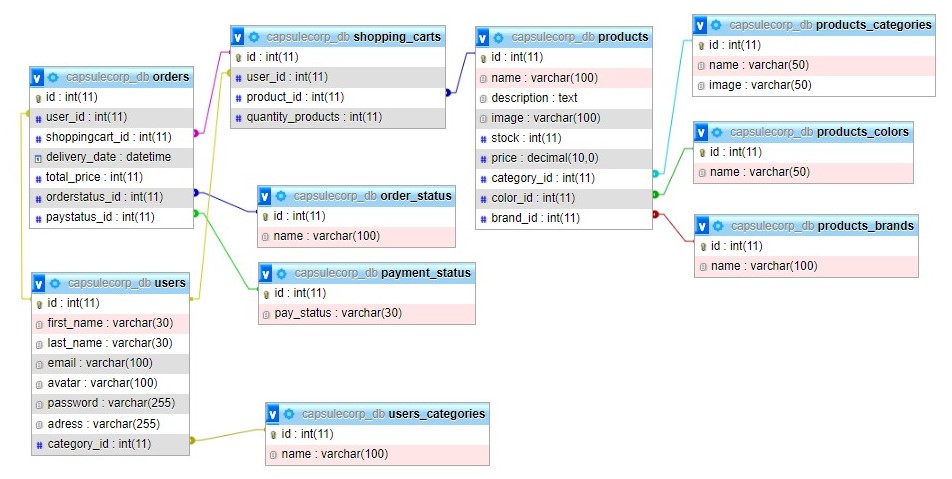 capsulecorp_db orders
id : int(11)
user_id : int(11)
shoppingcart_id : int(11)
delivery_date : datetime
total_price : int(11)
orderstatus_id : int(11)
paystatus_id : int(11)
capsulecorp_db shopping_carts
id : int(11)
user_id : int(11)
product_id : int(11)
quantity_products : int(11)
capsulecorp_db products
id : int(11)
name : varchar(100)
description : text
image : varchar(100)
stock : int(11)
price : decimal(10,0)
category_id : int(11)
color_id : int(11)
brand_id : int(11)
capsulecorp_db products_categories
id : int(11)
name : varchar(50)
image : varchar(50)
capsulecorp_db products_colors
id : int(11)
name : varchar(50)
capsulecorp_db products_brands
id : int(11)
name : varchar(100)
capsulecorp_db order_status
id : int(11)
name : varchar(100)
capsulecorp_db payment_status
id : int(11)
pay_status : varchar(30)
capsulecorp_db users
id : int(11)
first_name : varchar(30)
last_name : varchar(30)
email : varchar(100)
avatar : varchar(100)
password : varchar(255)
adress : varchar(255)
category_id : int(11)
capsulecorp_db users_categories
id : int(11)
name : varchar(100)